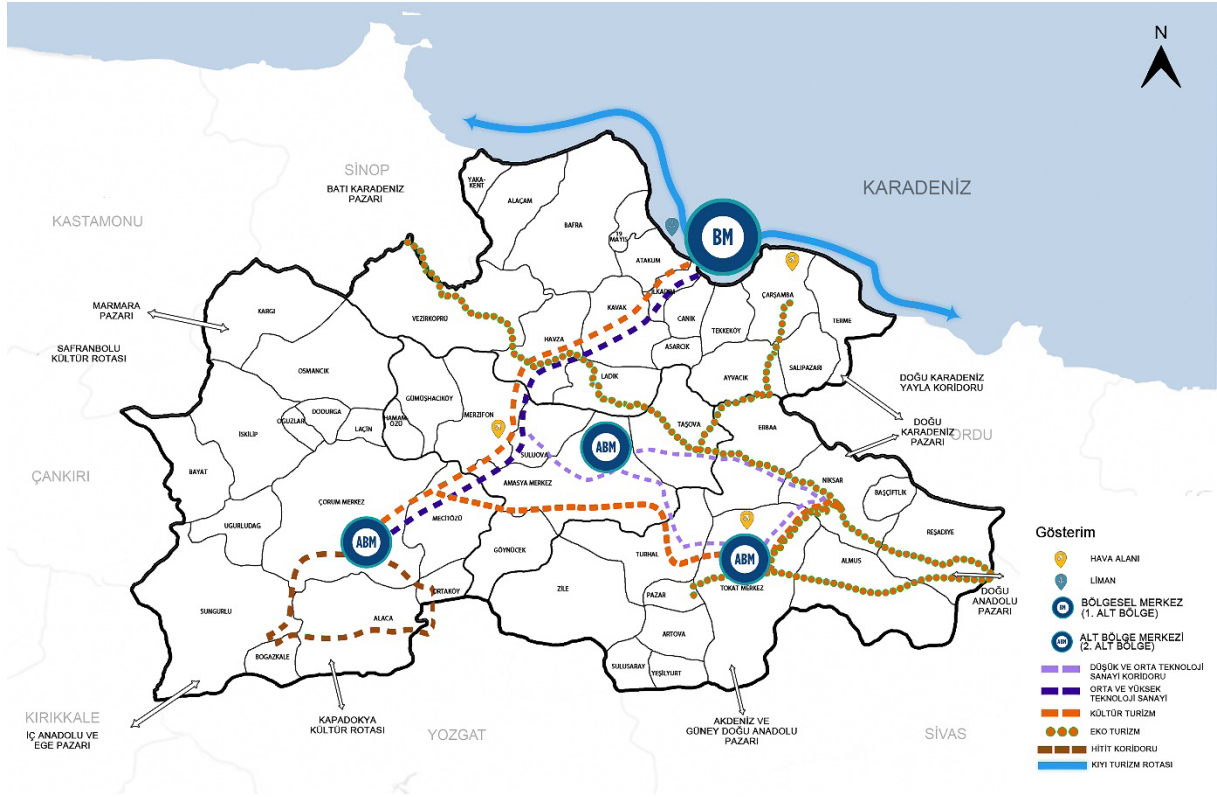 N
KARADENİZ
SİNOP
BATI KARADENİZ
PAZARI
KASTAMONU
YAKA-
KENT
ALAÇAM
BAFRA
19
MAYIS
ATAKUM
BM
İLKADIM
ÇARŞAMBA
TERME
MARMARA
PAZARI
KARGI
VEZİRKÖPRÜ
KAVAK
CANİK
TEKKEKÖY
SAFRANBOLU
KÜLTÜR ROTASI
HAVZA
ASARCIK
OSMANCIK
LADİK
AYVACIK
SALIPAZARI
DOĞU KARADENİZ
YAYLA KORİDORU
GÜMÜŞHACIKÖY
MERZİFON
DODURGA
OĞUZLAR
LAÇİN
HAMAM-
ÖZÜ
İSKİLİP
TAŞOVA
ERBAA
DOĞU
KARADENİZ
PAZARI
ORDU
ABM
SULUOVA
ÇANKIRI
BAYAT
ÇORUM MERKEZ
AMASYA MERKEZ
NİKSAR
BAŞÇİFTLİK
UĞURLUDAG
MECİTÖZÜ
REŞADİYE
ABM
GÖYNÜCEK
TURHAL
ABM
ALMUS
ZİLE
PAZAR
TOKAT MERKEZ
DOĞU
ANADOLU
PAZARI
SUNGURLU
ORTAKÖY
ALACA
ARTOVA
BOGAZKALE
SULUSARAY
YEŞİLYURT
KIRIKKALE
İÇ ANADOLU VE
EGE PAZARI
KAPADOKYA
KÜLTÜR ROTASI
YOZGAT
AKDENİZ VE
GÜNEY DOĞU ANADOLU
PAZARI
SİVAS
Gösterim
HAVA ALANI
LİMAN
BM
BÖLGESEL MERKEZ
(1. ALT BÖLGE)
ABM
ALT BÖLGE MERKEZİ
(2. ALT BÖLGE)
DÜŞÜK VE ORTA TEKNOLOJİ
SANAYİ KORİDORU
ORTA VE YÜKSEK
TEKNOLOJİ SANAYİ
KÜLTÜR TURİZM
EKO TURİZM
HİTİT KORİDORU
KIYI TURİZM ROTASI